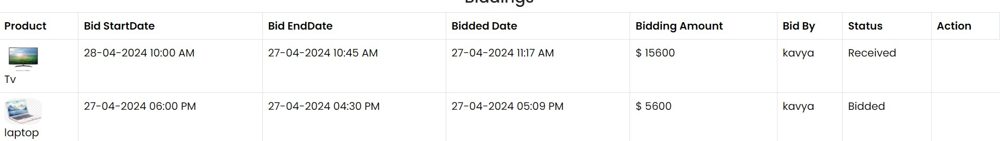 Biddings
Product Bid StartDate Bid EndDate Bidded Date Bidding Amount Bid By Status Action
28-04-2024 10:00 AM 27-04-2024 10:45 AM 27-04-2024 11:17 AM $ 15600 kavya Received
Tv
27-04-2024 06:00 PM 27-04-2024 04:30 PM 27-04-2024 05:09 PM $ 5600 kavya Bidded
laptop